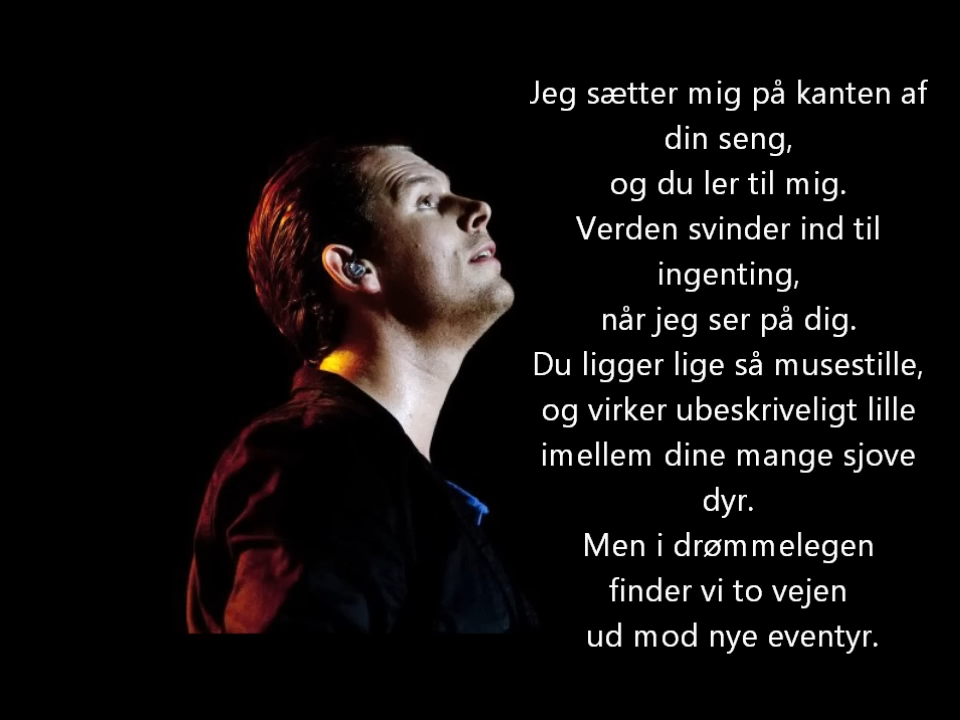 Jeg sætter mig på kanten af
din seng,
og du ler til mig.
Verden svinder ind til
ingenting,
når jeg ser på dig.
Du ligger lige så musestille,
og virker ubeskriveligt lille
imellem dine mange sjove
dyr.
Men i drømmelegen
finder vi to vejen
ud mod nye eventyr.